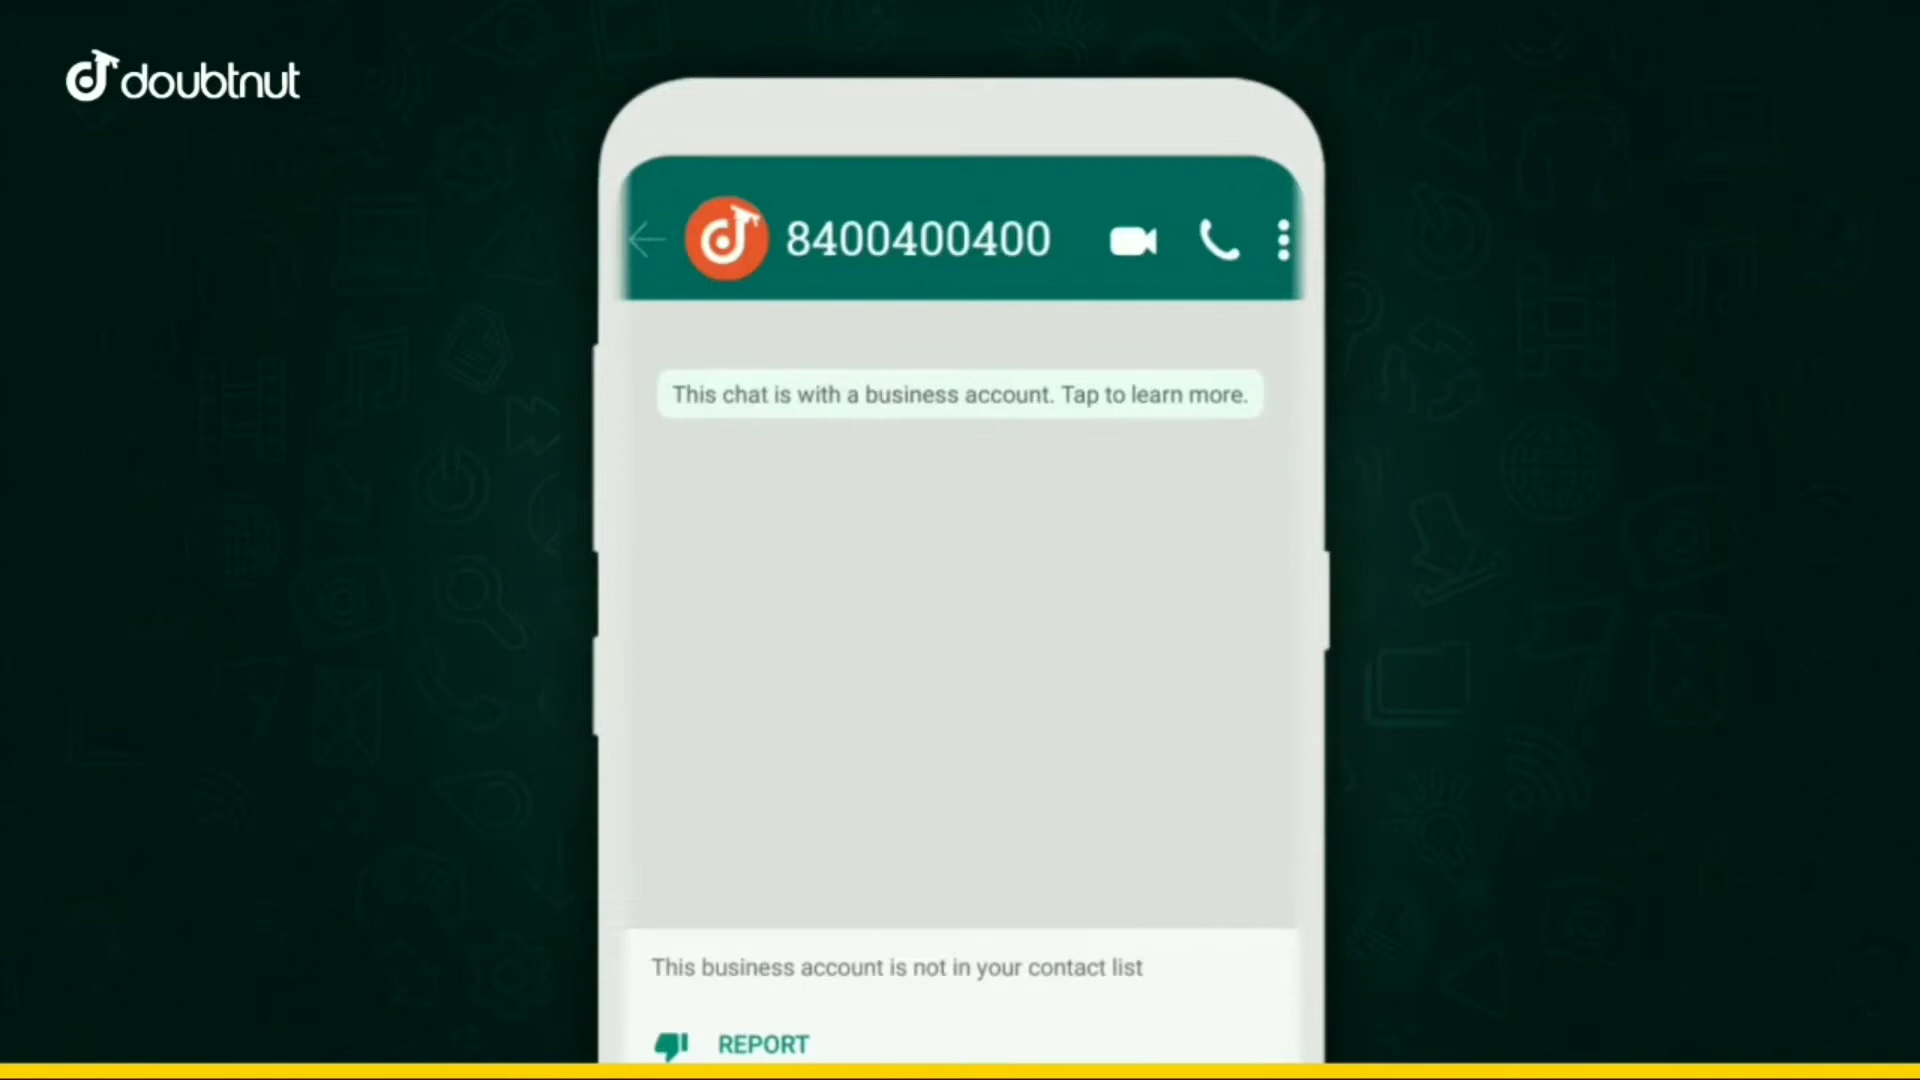 doubtnut
8400400400
This chat is with a business account. Tap to learn more.
This business account is not in your contact list
REPORT